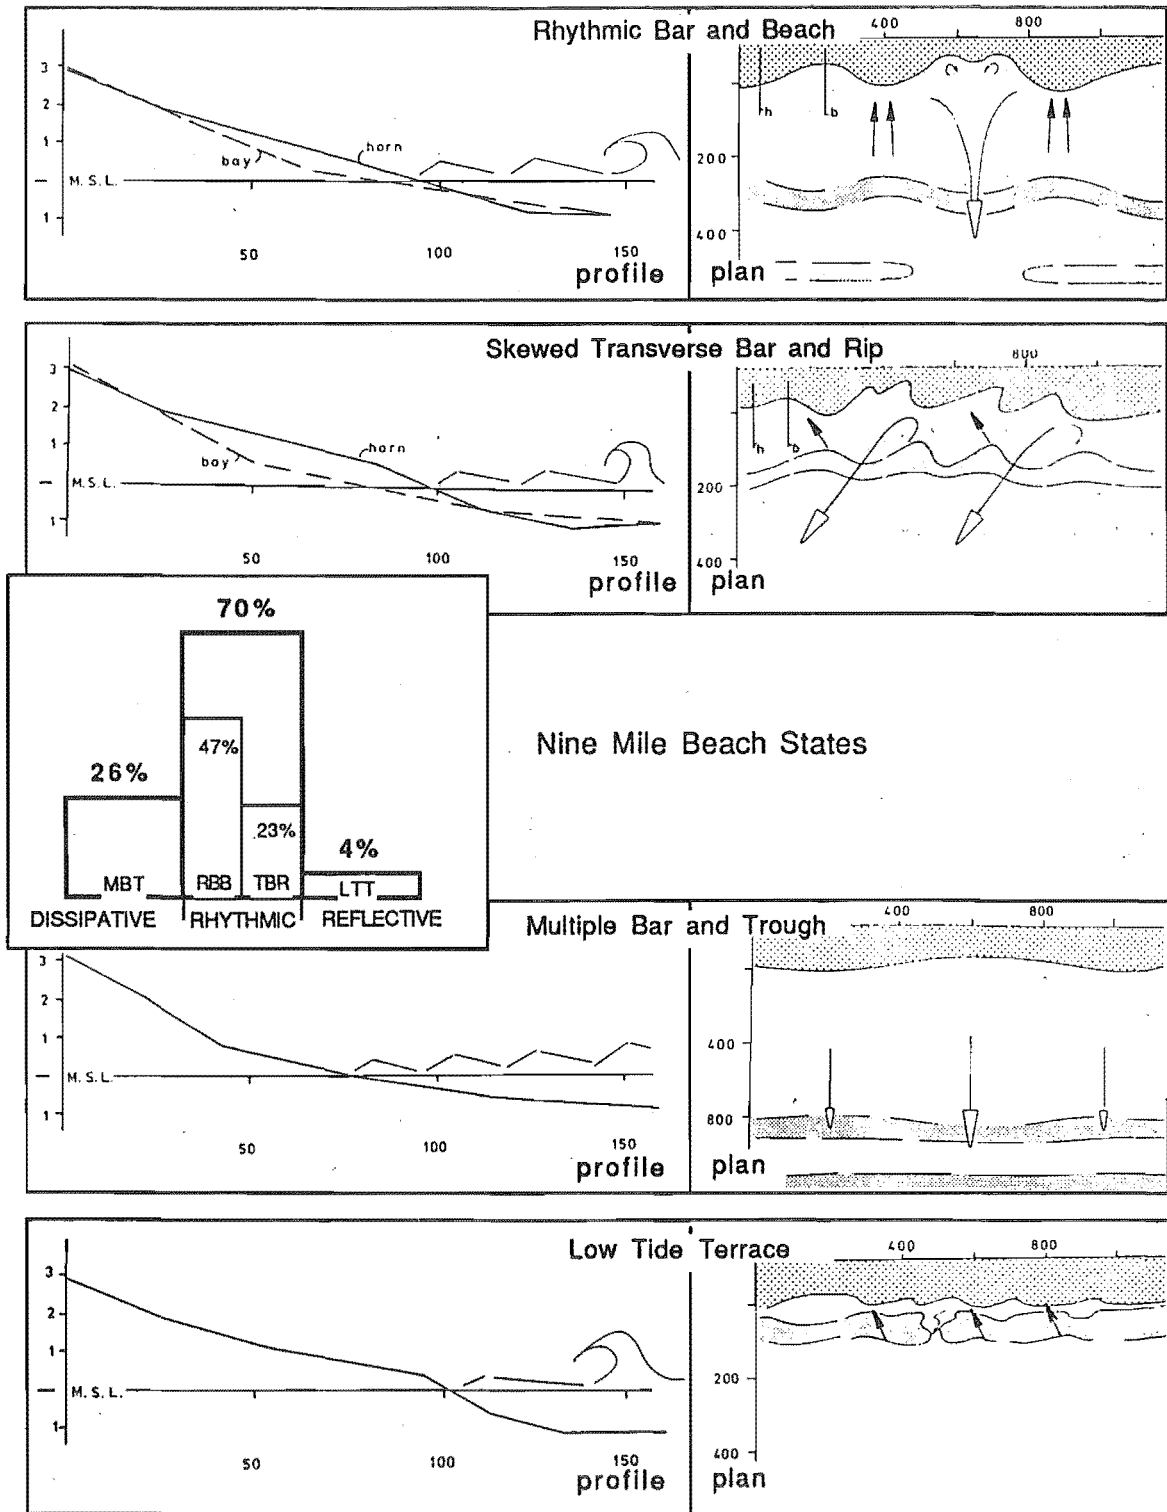 Rhythmic Bar and Beach
400 800
3
2
1
bay
horn
M.S.L.
1
50 100 150
profile
h b
200
400
plan
Skewed Transverse Bar and Rip
800
3
2
1
bay
horn
M.S.L.
1
50 100 150
profile
h b
200
400
plan
70%
47%
26%
23%
4%
MBT RBB TBR LTT
DISSIPATIVE RHYTHMIC REFLECTIVE
Nine Mile Beach States
Multiple Bar and Trough
400 800
3
2
1
M.S.L.
1
50 100 150
profile
400
800
plan
Low Tide Terrace
400 800
3
2
1
M.S.L.
1
50 100 150
profile
200
400
plan